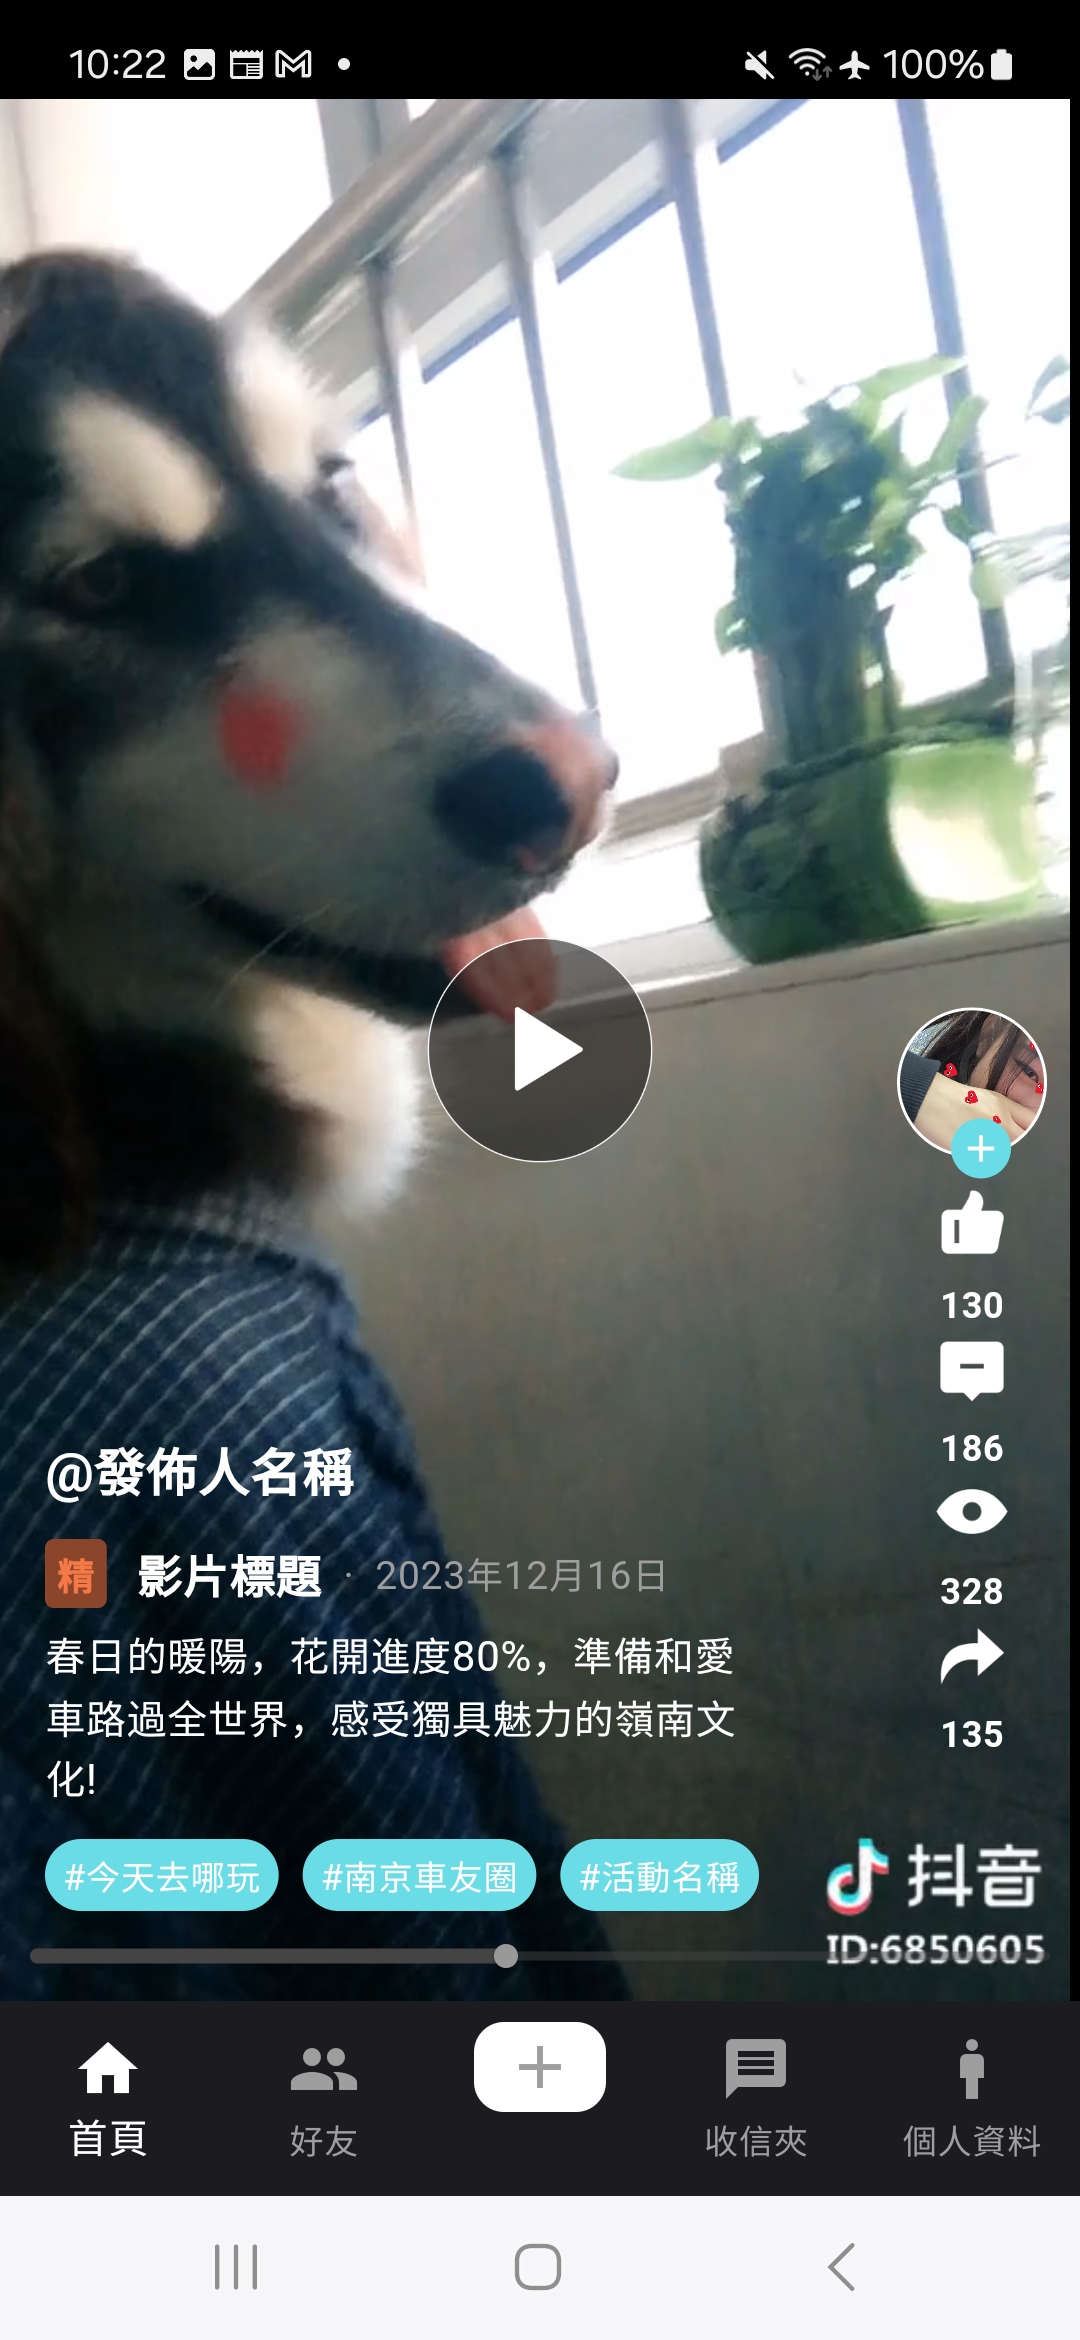 10:22
100%
130
186
328
135
@發佈人名稱
精 影片標題 · 2023年12月16日
春日的暖陽，花開進度80%，準備和愛
車路過全世界，感受獨具魅力的嶺南文
化!
#今天去哪玩 #南京車友圈 #活動名稱
抖音
ID:6850605
首頁 好友 收信夾 個人資料